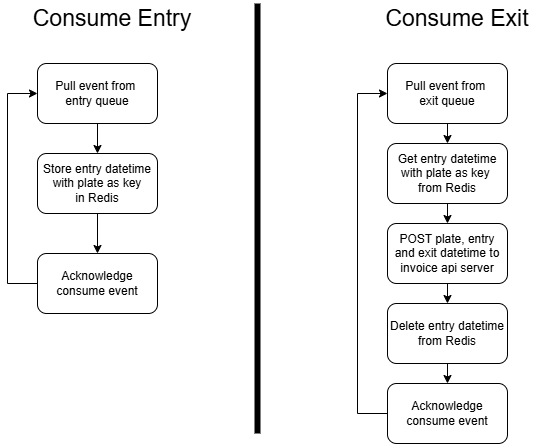 Consume Entry
Pull event from
entry queue
Store entry datetime
with plate as key
in Redis
Acknowledge
consume event
Consume Exit
Pull event from
exit queue
Get entry datetime
with plate as key
from Redis
POST plate, entry
and exit datetime to
invoice api server
Delete entry datetime
from Redis
Acknowledge
consume event